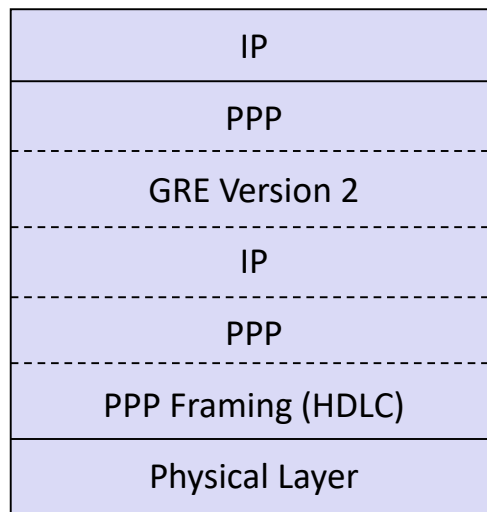 IP
PPP
GRE Version 2
IP
PPP
PPP Framing (HDLC)
Physical Layer